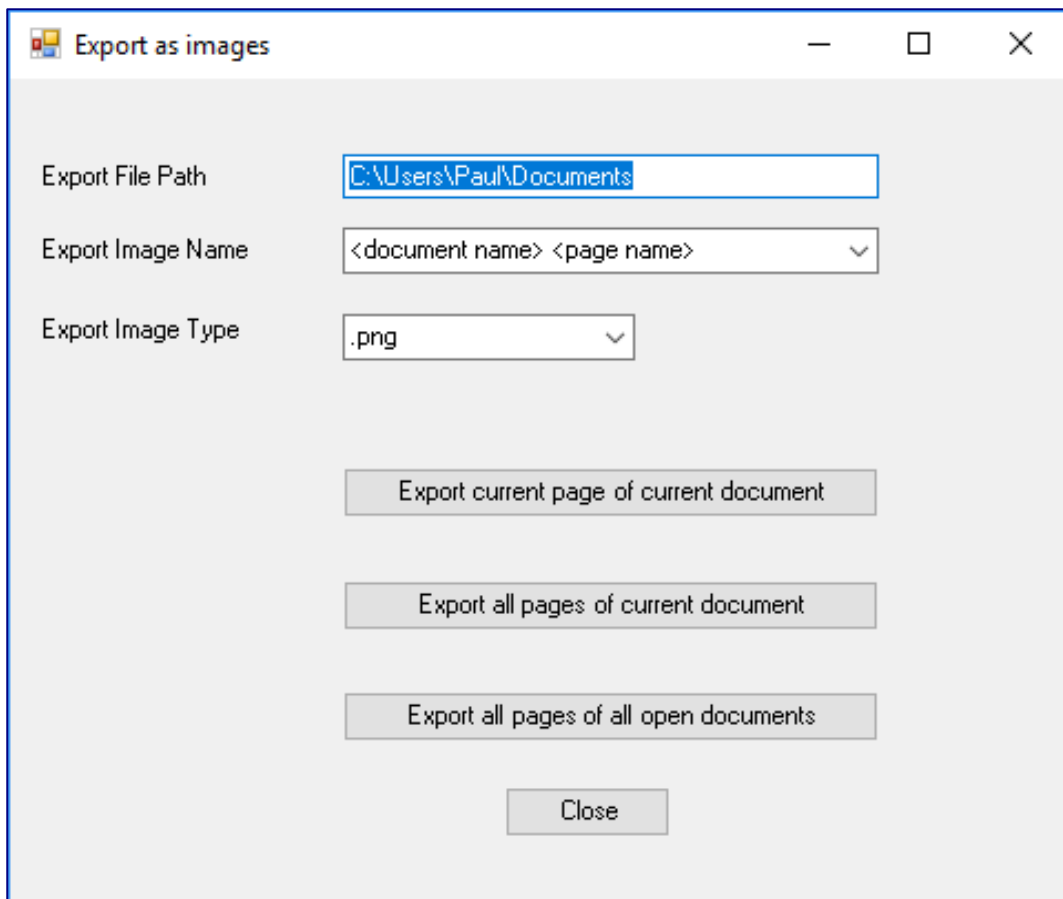 Export as images
Export File Path
C:\Users\Paul\Documents
Export Image Name
<document name> <page name>
Export Image Type
.png
Export current page of current document
Export all pages of current document
Export all pages of all open documents
Close